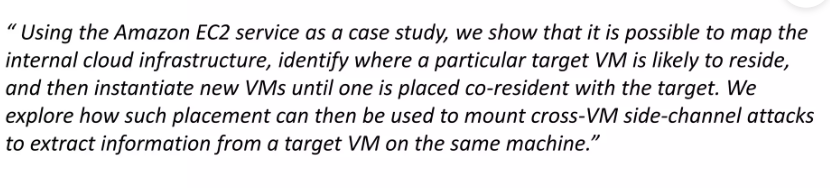 “ Using the Amazon EC2 service as a case study, we show that it is possible to map the
internal cloud infrastructure, identify where a particular target VM is likely to reside,
and then instantiate new VMs until one is placed co-resident with the target. We
explore how such placement can then be used to mount cross-VM side-channel attacks
to extract information from a target VM on the same machine.”